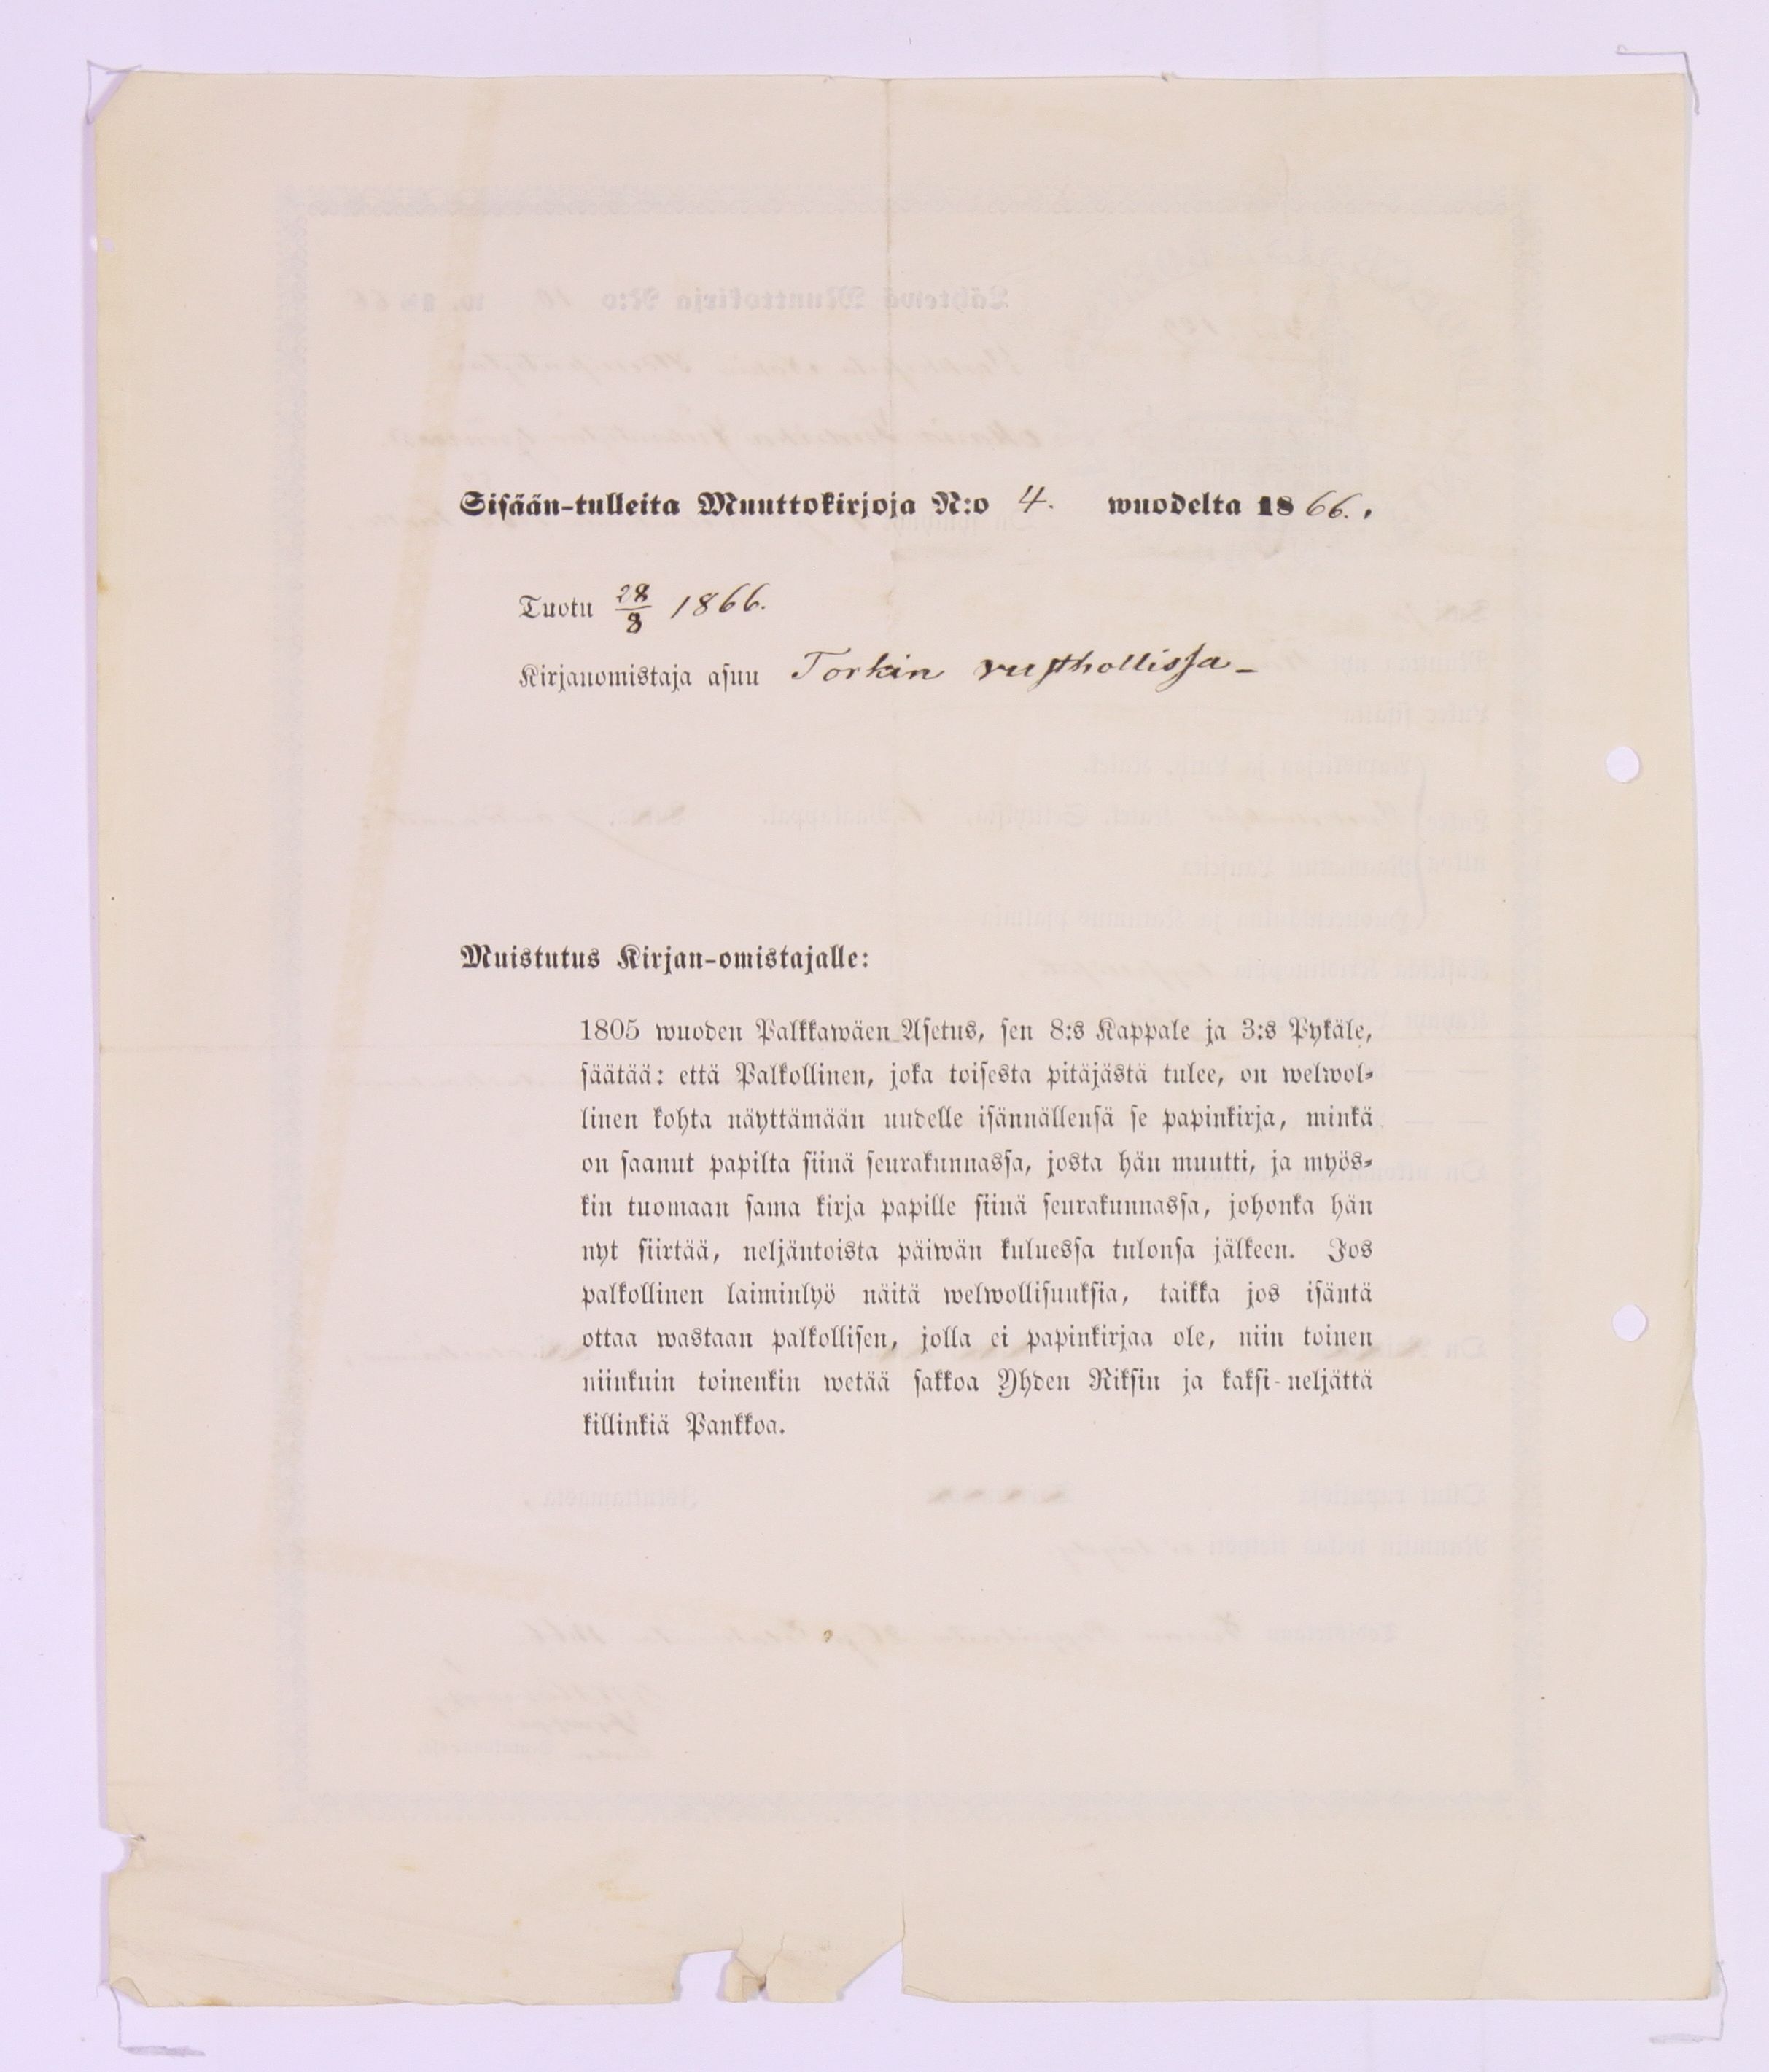 Sisään-tulleita Muuttokirjoja N:o 4. wuodelta 1866.,
Tuotu 28/8 1866.
Kirjanomistaja asuu Torkin rusthollissa-
Muistutus Kirjan-omistajalle:
1805 wuoden Palkkawäen Asetus, sen 8:s Kappale ja 3:s Pykäle,
säätää: että Palkollinen, joka toisesta pitäjästä tulee, on welwol-
linen kohta näyttämään uudelle isännällensä se papinkirja, minkä
on saanut papilta siinä seurakunnassa, josta hän muutti, ja myös-
kin tuomaan sama kirja papille siinä seurakunnassa, johonka hän
nyt siirtää, neljäntoista päiwän kuluessa tulonsa jälkeen. Jos
palkollinen laiminlyö näitä welwollisuuksia, taikka jos isäntä
ottaa wastaan palkollisen, jolla ei papinkirjaa ole, niin toinen
niinkuin toinenkin wetää sakkoa Yhden Riksin ja kaksi-neljättä
killinkiä Pankkoa.